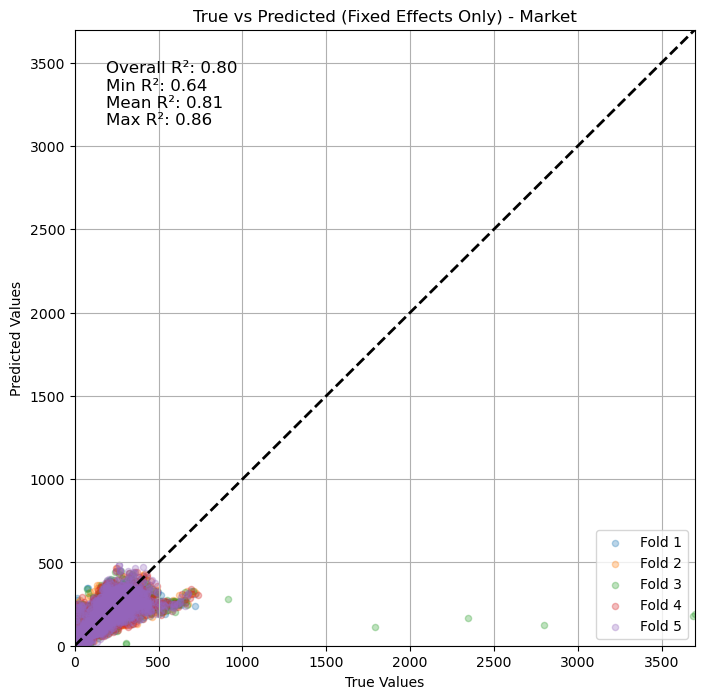 True vs Predicted (Fixed Effects Only) - Market
Overall R²: 0.80
Min R²: 0.64
Mean R²: 0.81
Max R²: 0.86
Predicted Values
3500
3000
2500
2000
1500
1000
500
0
0 500 1000 1500 2000 2500 3000 3500
True Values
Fold 1
Fold 2
Fold 3
Fold 4
Fold 5